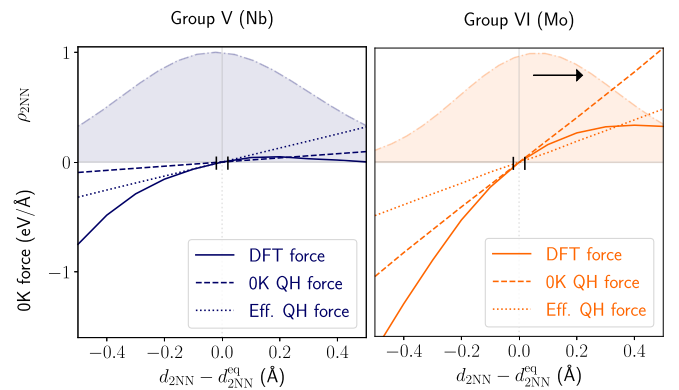 Group V (Nb)
Group VI (Mo)
1
0
−1
ρ2NN
0K force (eV/Å)
DFT force
0K QH force
Eff. QH force
DFT force
0K QH force
Eff. QH force
−0.4 −0.2 0.0 0.2 0.4
−0.4 −0.2 0.0 0.2 0.4
d2NN − d2NN^eq (Å)
d2NN − d2NN^eq (Å)